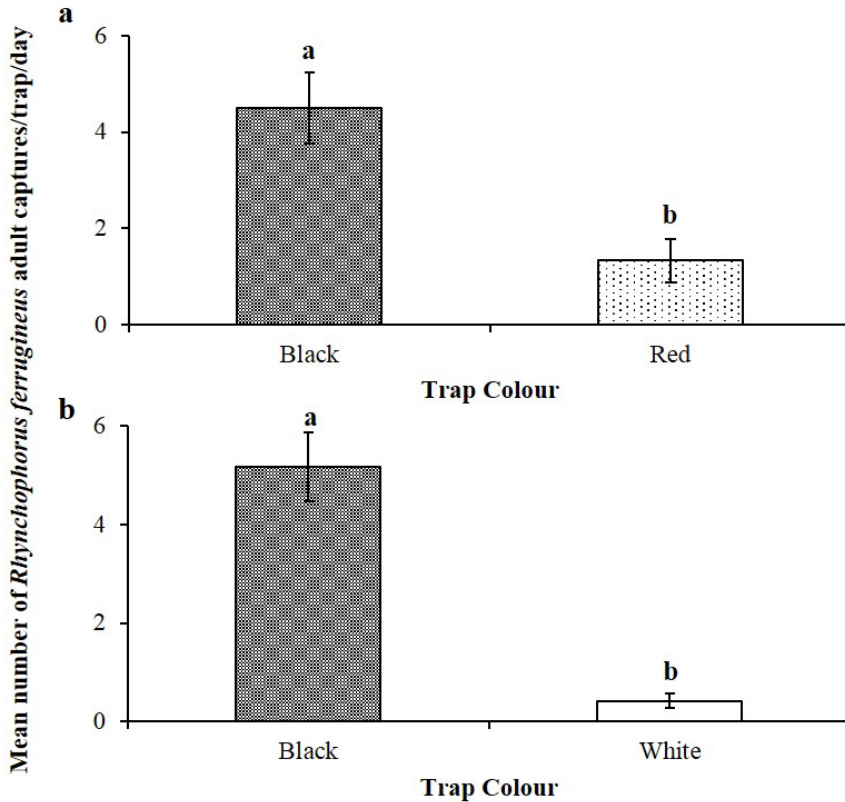 Mean number of Rhynchophorus ferrugineus adult captures/trap/day
a
6
4
2
0
a
b
Black
Red
Trap Colour
b
6
4
2
0
a
b
Black
White
Trap Colour